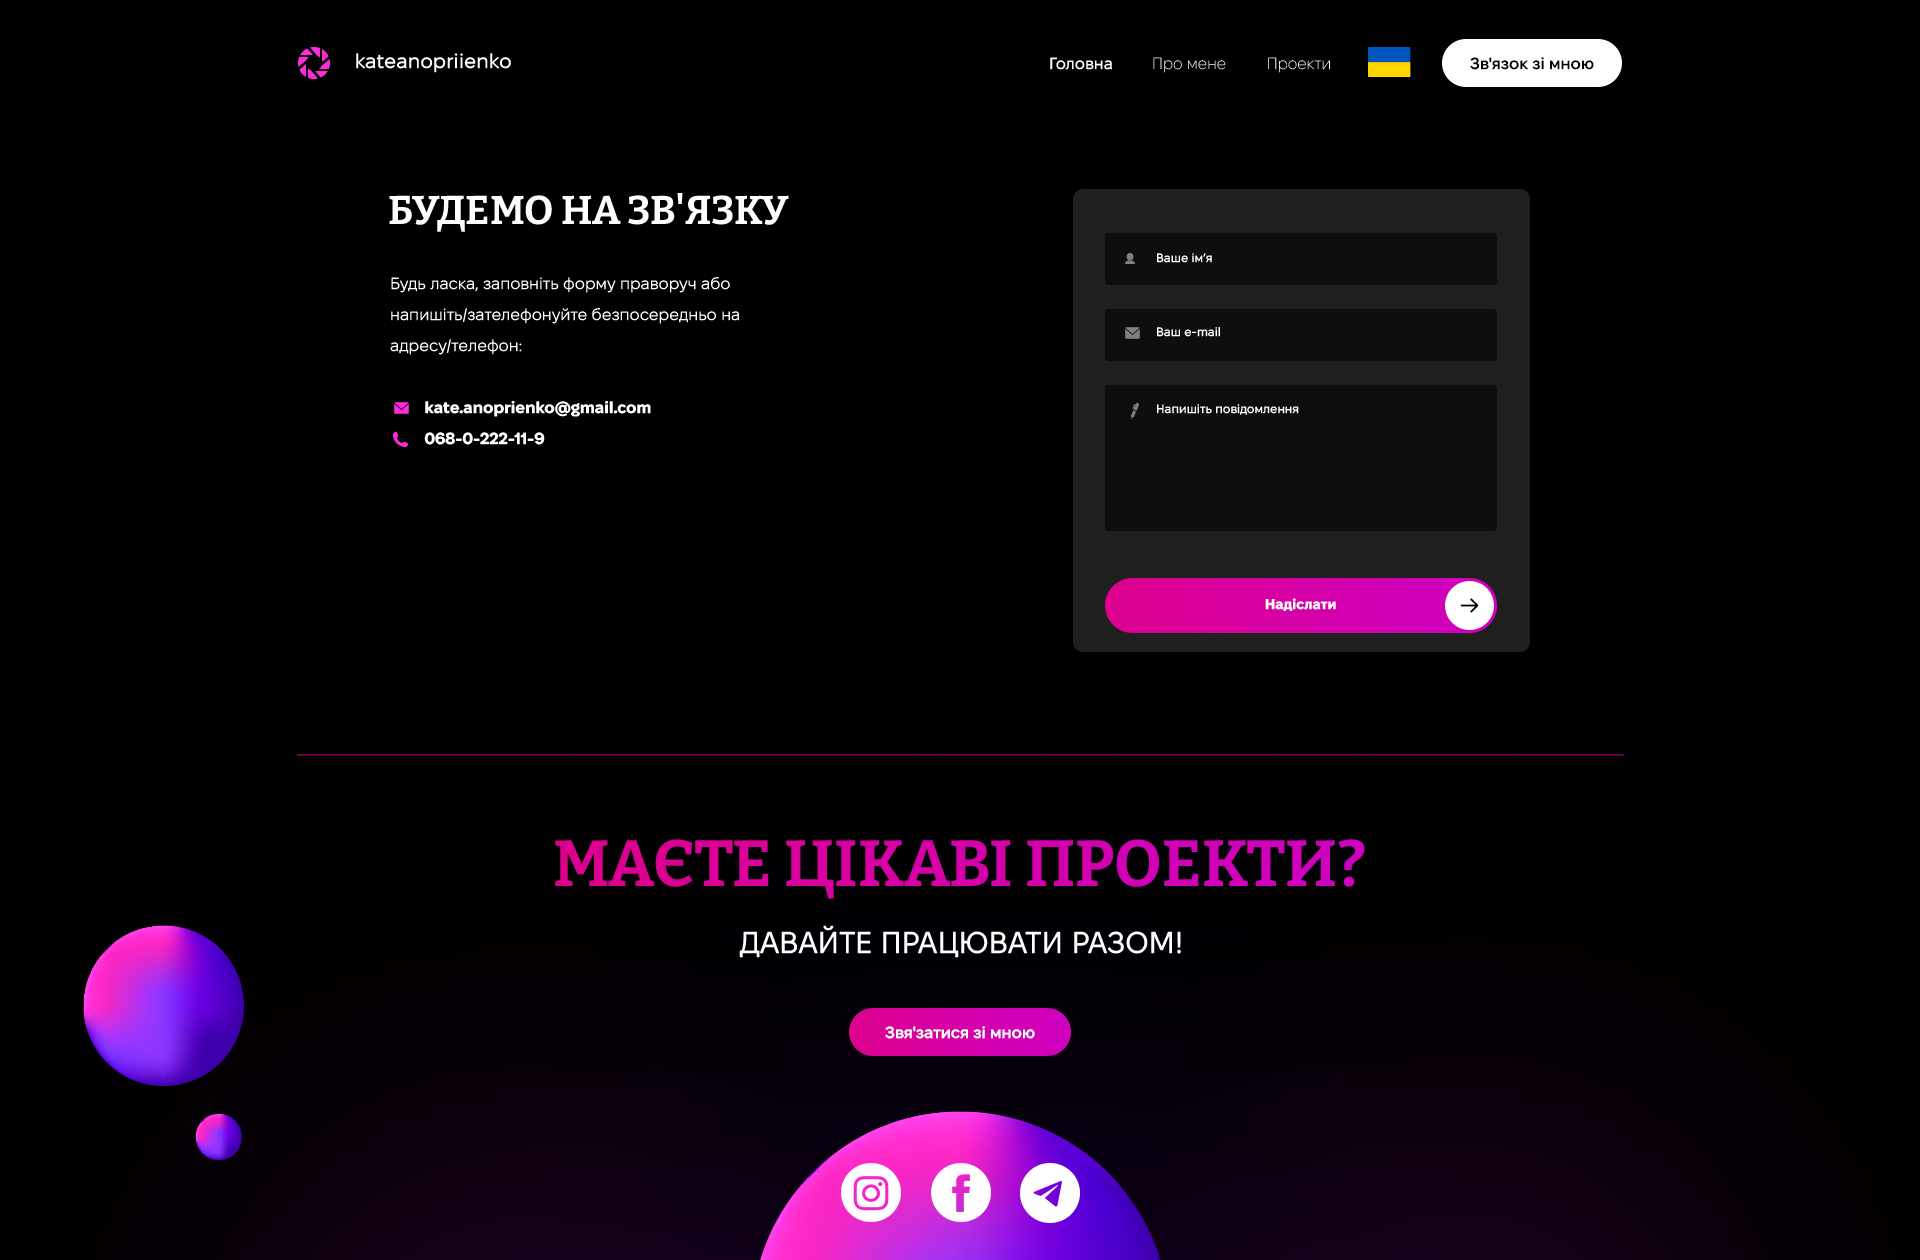 kateanopriienko
Головна
Про мене
Проекти
Зв'язок зі мною
БУДЕМО НА ЗВ'ЯЗКУ
Будь ласка, заповніть форму праворуч або
напишіть/зателефонуйте безпосередньо на
адресу/телефон:
kate.anoprienko@gmail.com
068-0-222-11-9
Ваше ім’я
Ваш e-mail
Напишіть повідомлення
Надіслати
МАЄТЕ ЦІКАВІ ПРОЕКТИ?
ДАВАЙТЕ ПРАЦЮВАТИ РАЗОМ!
Звя'затися зі мною